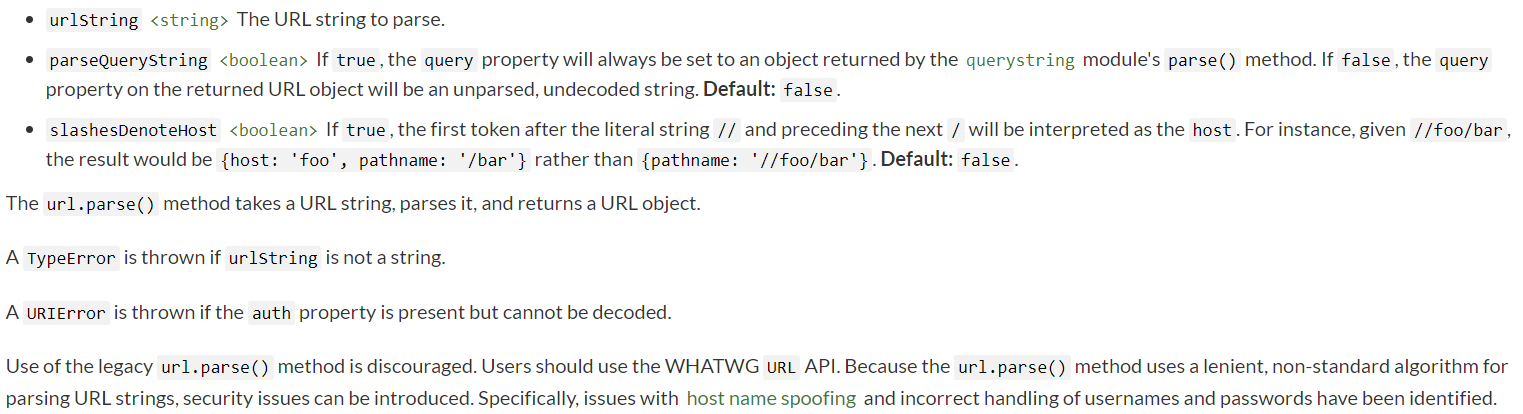 • urlString <string> The URL string to parse.
• parseQueryString <boolean> If true, the query property will always be set to an object returned by the querystring module's parse() method. If false, the query
property on the returned URL object will be an unparsed, undecoded string. Default: false.
• slashesDenoteHost <boolean> If true, the first token after the literal string // and preceding the next / will be interpreted as the host. For instance, given //foo/bar,
the result would be {host: 'foo', pathname: '/bar'} rather than {pathname: '//foo/bar'}. Default: false.
The url.parse() method takes a URL string, parses it, and returns a URL object.
A TypeError is thrown if urlString is not a string.
A URIError is thrown if the auth property is present but cannot be decoded.
Use of the legacy url.parse() method is discouraged. Users should use the WHATWG URL API. Because the url.parse() method uses a lenient, non-standard algorithm for
parsing URL strings, security issues can be introduced. Specifically, issues with host name spoofing and incorrect handling of usernames and passwords have been identified.